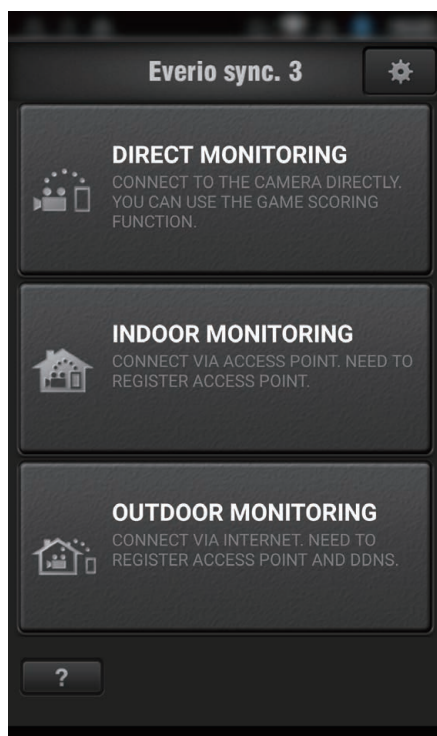 Everio sync. 3
DIRECT MONITORING
CONNECT TO THE CAMERA DIRECTLY.
YOU CAN USE THE GAME SCORING
FUNCTION.
INDOOR MONITORING
CONNECT VIA ACCESS POINT. NEED TO
REGISTER ACCESS POINT.
OUTDOOR MONITORING
CONNECT VIA INTERNET. NEED TO
REGISTER ACCESS POINT AND DDNS.
?